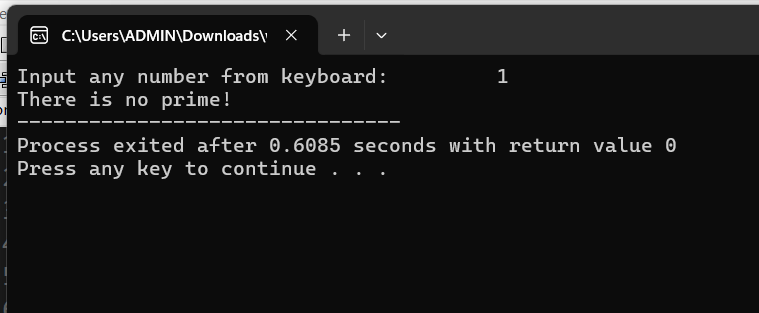 C:\Users\ADMIN\Downloads\
Input any number from keyboard:         1
There is no prime!
--------------------------------
Process exited after 0.6085 seconds with return value 0
Press any key to continue . . .